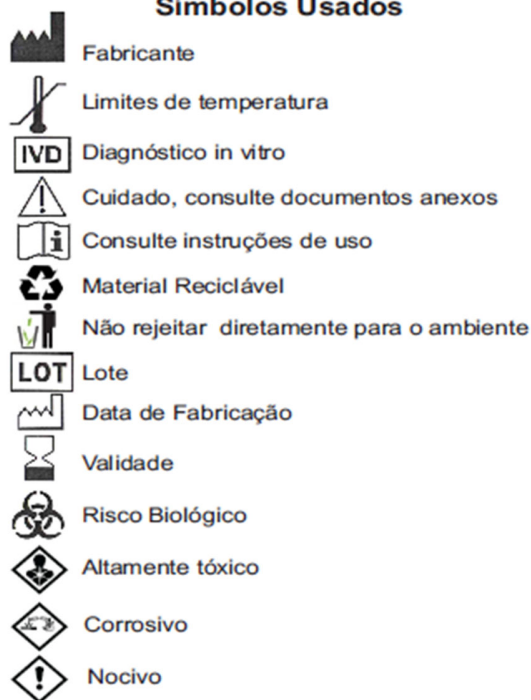 Símbolos Usados
Fabricante
Limites de temperatura
IVD Diagnóstico in vitro
Cuidado, consulte documentos anexos
i Consulte instruções de uso
Material Reciclável
Não rejeitar diretamente para o ambiente
LOT Lote
Data de Fabricação
Validade
Risco Biológico
Altamente tóxico
Corrosivo
Nocivo